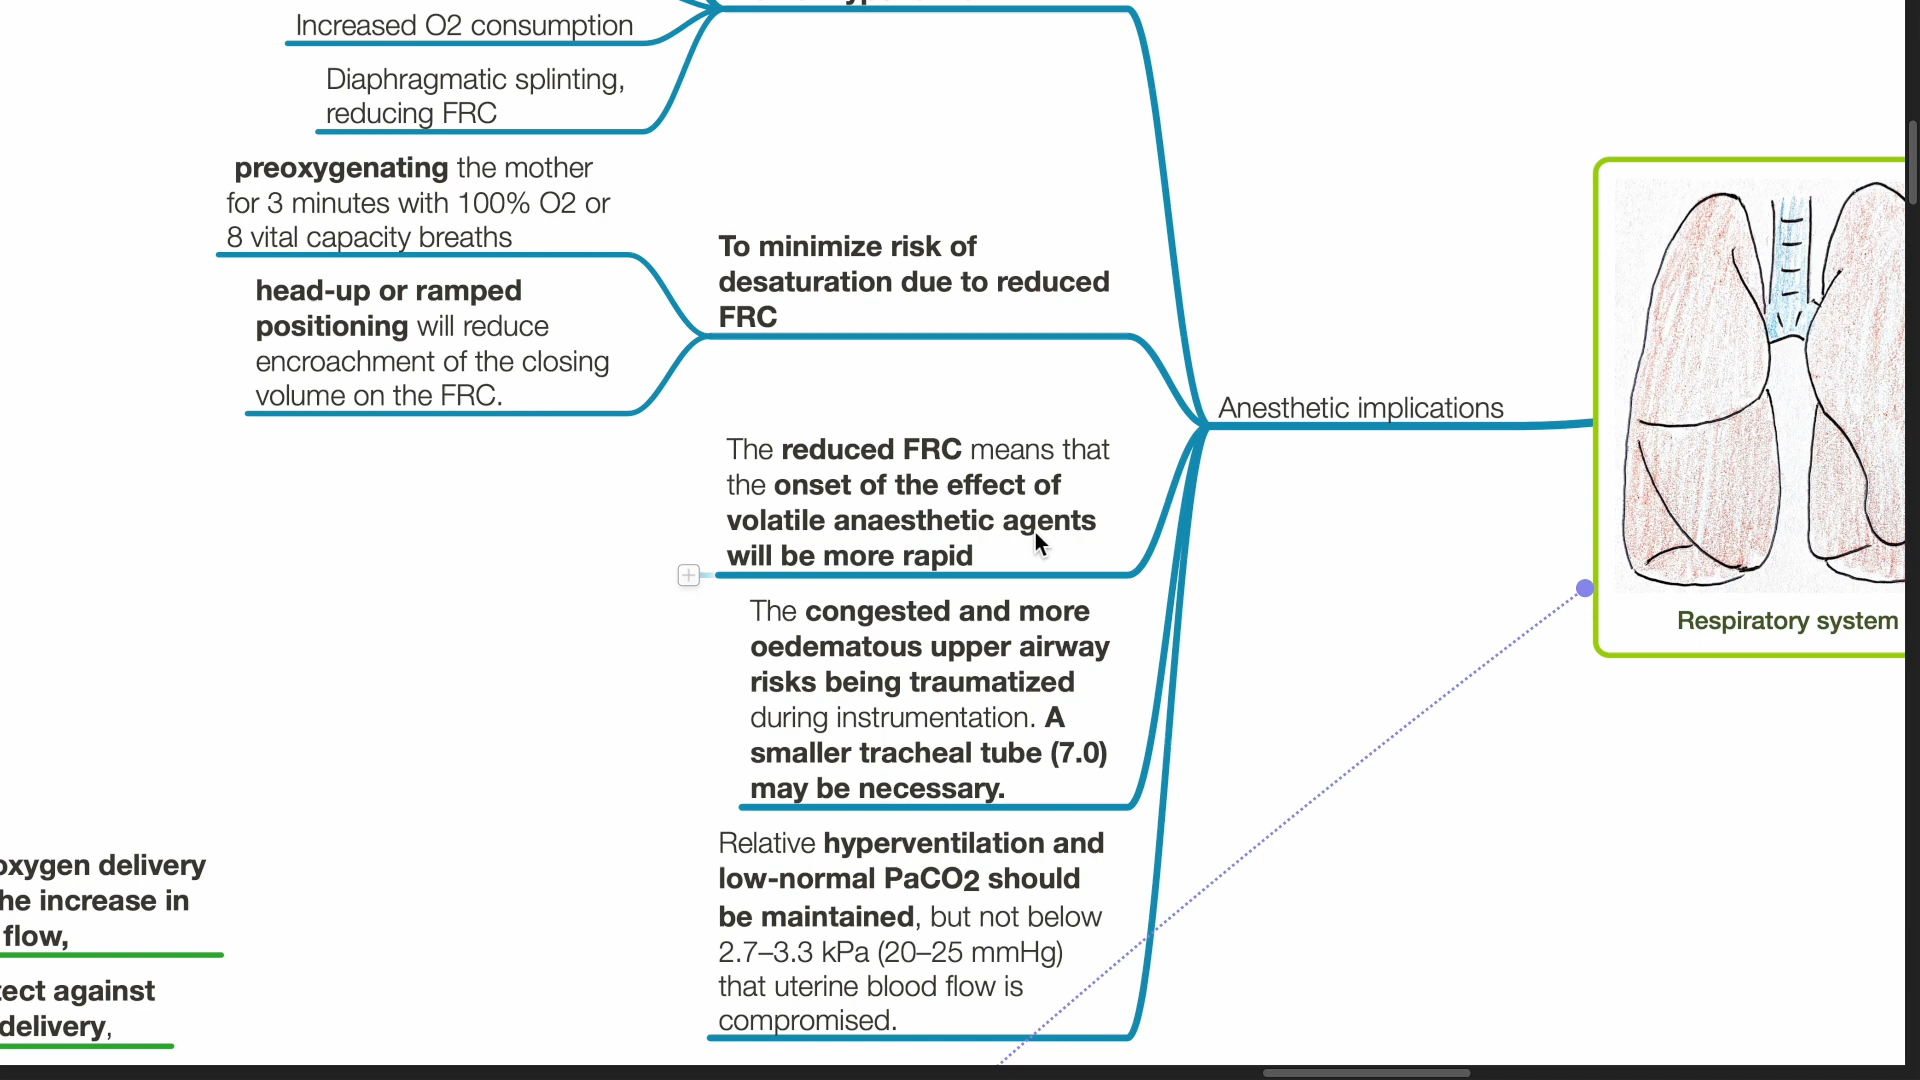 Increased O2 consumption
Diaphragmatic splinting,
reducing FRC
preoxygenating the mother
for 3 minutes with 100% O2 or
8 vital capacity breaths
head-up or ramped
positioning will reduce
encroachment of the closing
volume on the FRC.
To minimize risk of
desaturation due to reduced
FRC
The reduced FRC means that
the onset of the effect of
volatile anaesthetic agents
will be more rapid
The congested and more
oedematous upper airway
risks being traumatized
during instrumentation. A
smaller tracheal tube (7.0)
may be necessary.
Relative hyperventilation and
low-normal PaCO2 should
be maintained, but not below
2.7–3.3 kPa (20–25 mmHg)
that uterine blood flow is
compromised.
Anesthetic implications
Respiratory system
oxygen delivery
he increase in
flow,
tect against
delivery,